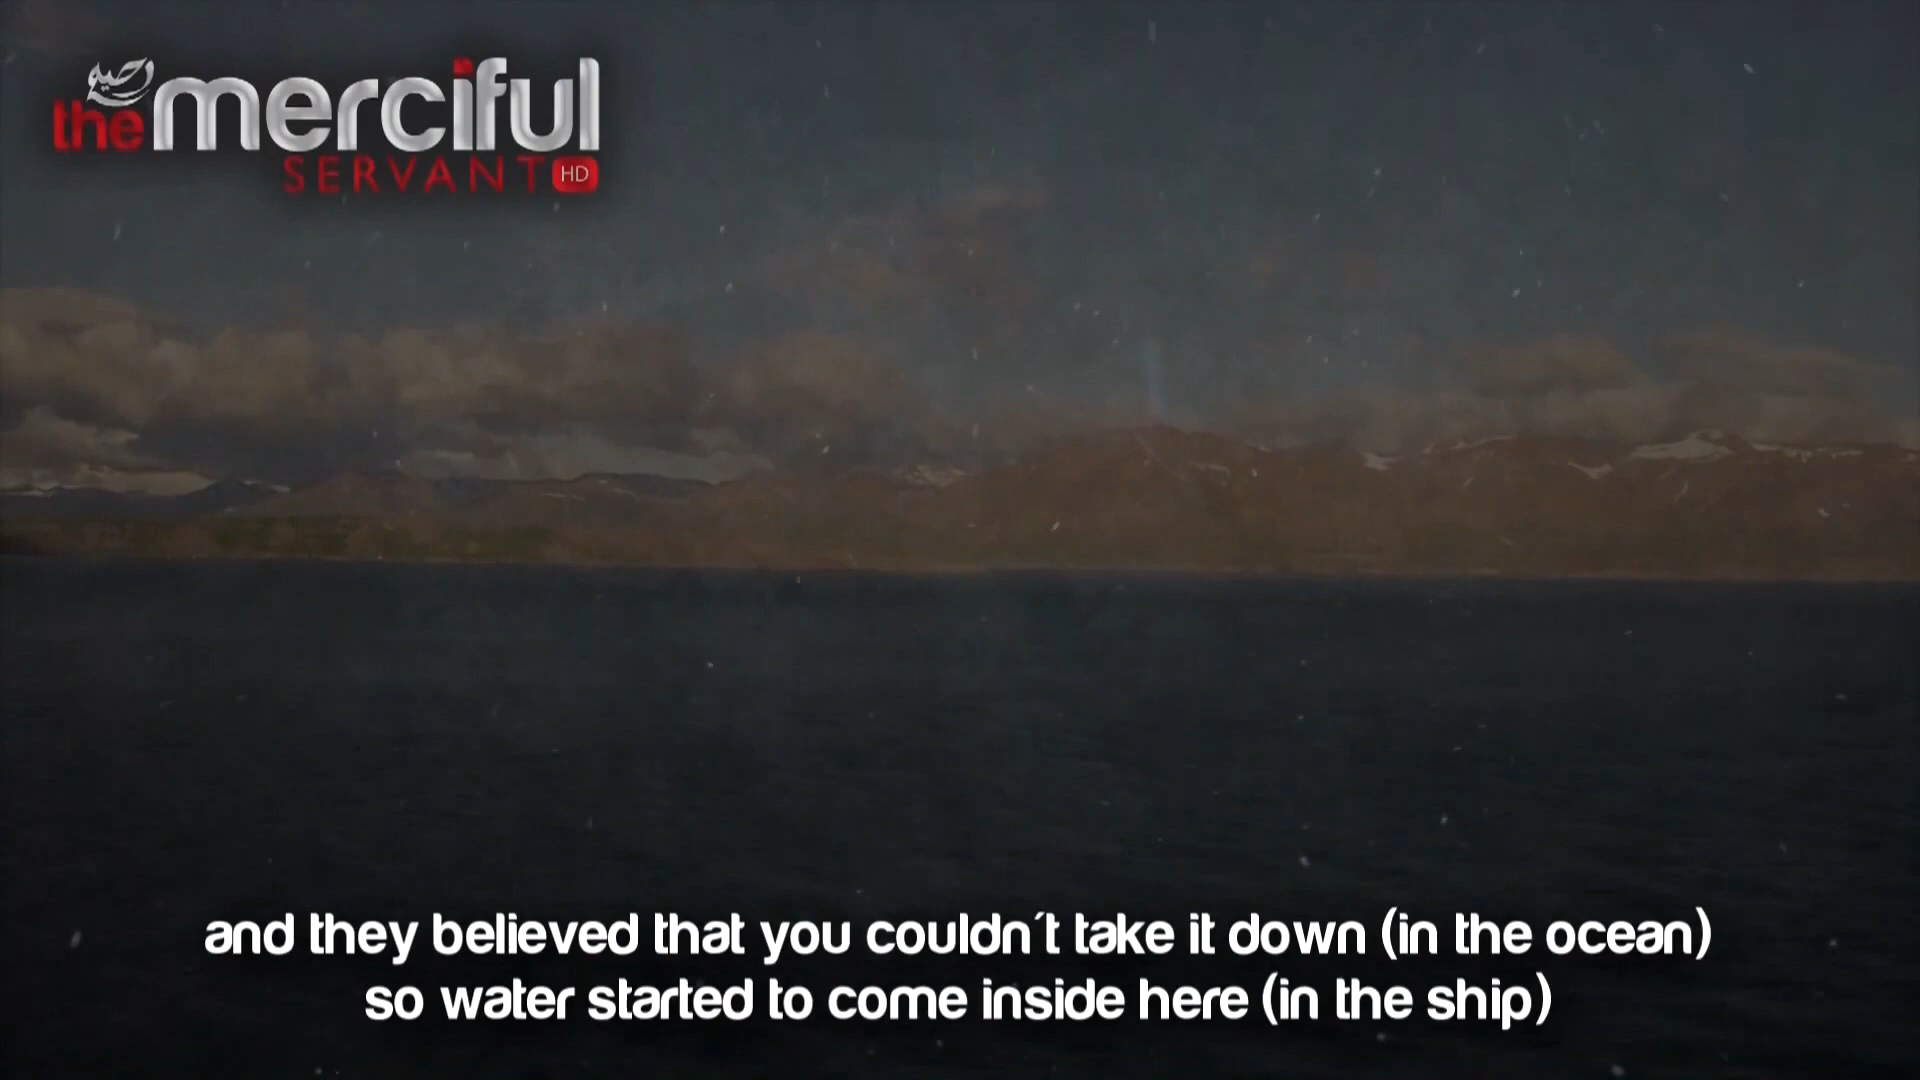 the merciful
SERVANT HD
and they believed that you couldn´t take it down (in the ocean)
so water started to come inside here (in the ship)